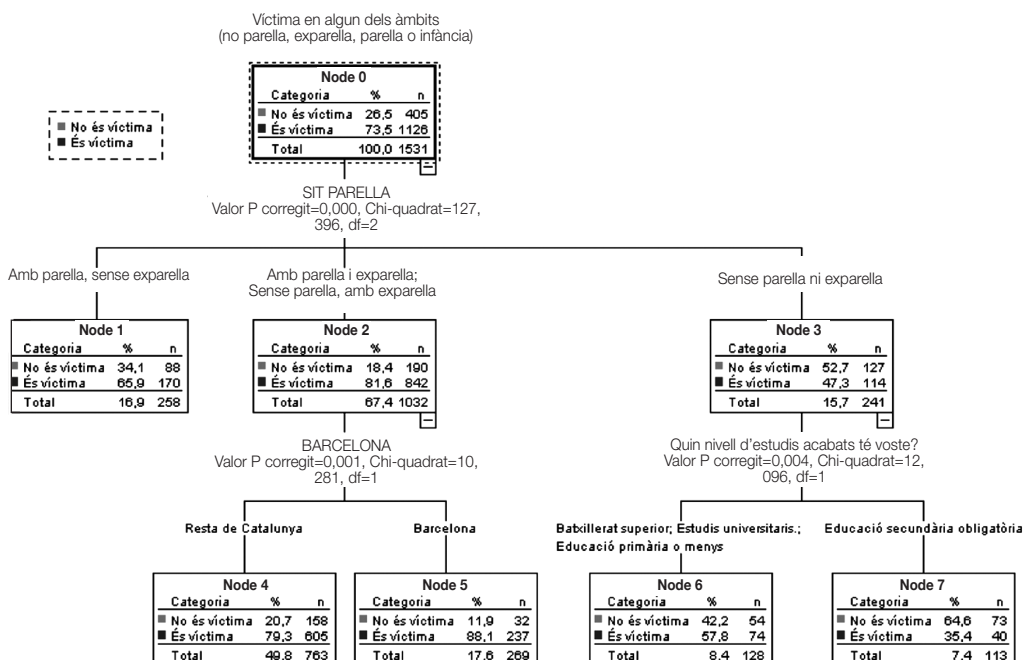 Víctima en algun dels àmbits
(no parella, exparella, parella o infància)
Node 0
Categoria % n
No és víctima 26,5 405
És víctima 73,5 1126
Total 100,0 1531
No és víctima
És víctima
SIT PARELLA
Valor P corregit=0,000, Chi-quadrat=127,
396, df=2
Amb parella, sense exparella
Amb parella i exparella;
Sense parella, amb exparella
Sense parella ni exparella
Node 1
Categoria % n
No és víctima 34,1 88
És víctima 65,9 170
Total 16,9 258
Node 2
Categoria % n
No és víctima 18,4 190
És víctima 81,6 842
Total 67,4 1032
Node 3
Categoria % n
No és víctima 52,7 127
És víctima 47,3 114
Total 15,7 241
BARCELONA
Valor P corregit=0,001, Chi-quadrat=10,
281, df=1
Quin nivell d'estudis acabats té voste?
Valor P corregit=0,004, Chi-quadrat=12,
096, df=1
Resta de Catalunya
Barcelona
Batxillerat superior; Estudis universitaris.;
Educació primària o menys
Educació secundària obligatòria
Node 4
Categoria % n
No és víctima 20,7 158
És víctima 79,3 605
Total 49,8 763
Node 5
Categoria % n
No és víctima 11,9 32
És víctima 88,1 237
Total 17,6 269
Node 6
Categoria % n
No és víctima 42,2 54
És víctima 57,8 74
Total 8,4 128
Node 7
Categoria % n
No és víctima 64,6 73
És víctima 35,4 40
Total 7,4 113